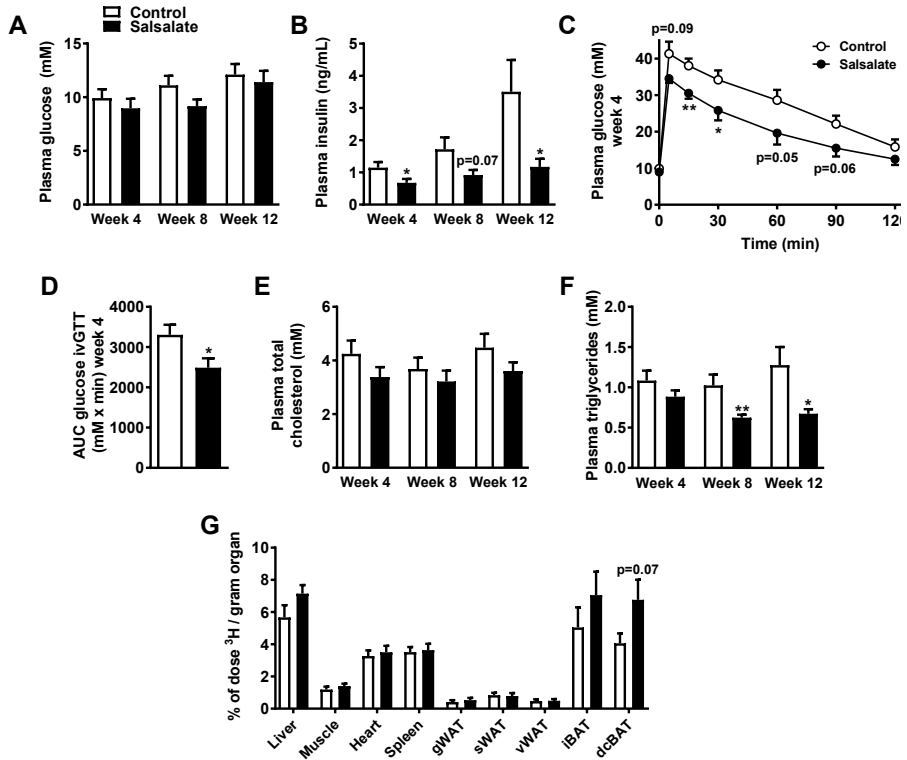 Control
Salsalate
A
Plasma glucose (mM)
15
10
5
0
Week 4 Week 8 Week 12
B
Plasma insulin (ng/mL)
5
4
3
2
1
0
*
p=0.07
*
Week 4 Week 8 Week 12
C
Plasma glucose (mM)
week 4
50
40
30
20
10
0
p=0.09
Control
Salsalate
**
*
p=0.05
p=0.06
0 30 60 90 120
Time (min)
D
AUC glucose ivGTT
(mM x min) week 4
4000
3000
2000
1000
0
*
E
Plasma total
cholesterol (mM)
6
4
2
0
Week 4 Week 8 Week 12
F
Plasma triglycerides (mM)
2.0
1.5
1.0
0.5
0.0
**
*
Week 4 Week 8 Week 12
G
% of dose ³H / gram organ
10
8
6
4
2
0
p=0.07
Liver
Muscle
Heart
Spleen
gWAT
sWAT
vWAT
iBAT
dcBAT